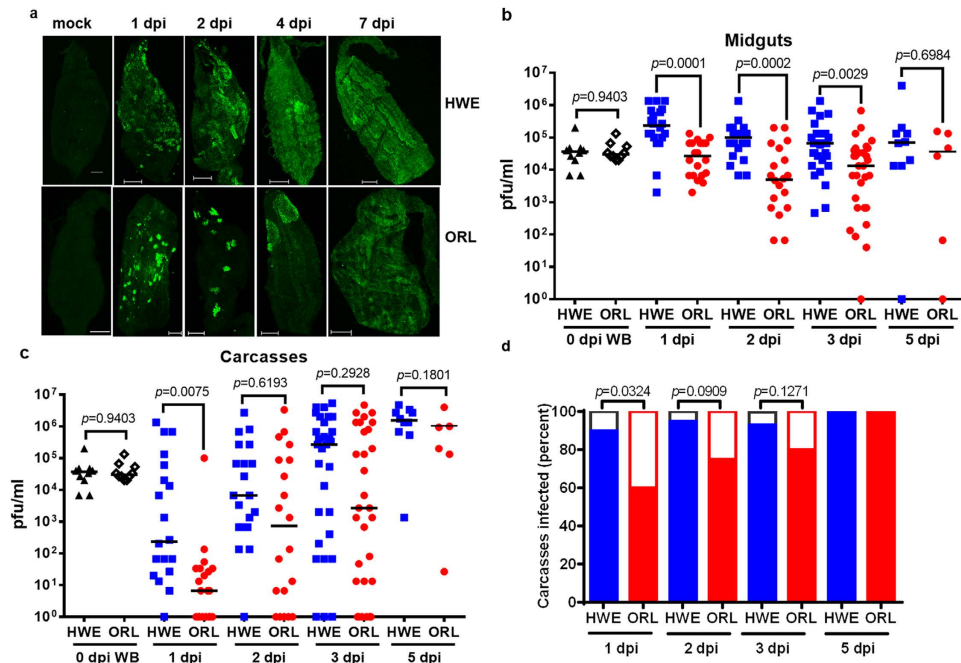 a
mock 1 dpi 2 dpi 4 dpi 7 dpi
HWE
ORL
b
Midguts
p=0.9403
p=0.0001
p=0.0002
p=0.0029
p=0.6984
pfu/ml
10⁷
10⁶
10⁵
10⁴
10³
10²
10¹
10⁰
HWE ORL HWE ORL HWE ORL HWE ORL HWE ORL
0 dpi WB 1 dpi 2 dpi 3 dpi 5 dpi
c
Carcasses
p=0.9403
p=0.0075
p=0.6193
p=0.2928
p=0.1801
pfu/ml
10⁷
10⁶
10⁵
10⁴
10³
10²
10¹
10⁰
HWE ORL HWE ORL HWE ORL HWE ORL HWE ORL
0 dpi WB 1 dpi 2 dpi 3 dpi 5 dpi
d
p=0.0324 p=0.0909 p=0.1271
Carcasses infected (percent)
100
80
60
40
20
0
HWE ORL HWE ORL HWE ORL HWE ORL
1 dpi 2 dpi 3 dpi 5 dpi